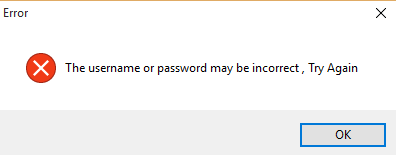 Error
The username or password may be incorrect , Try Again
OK